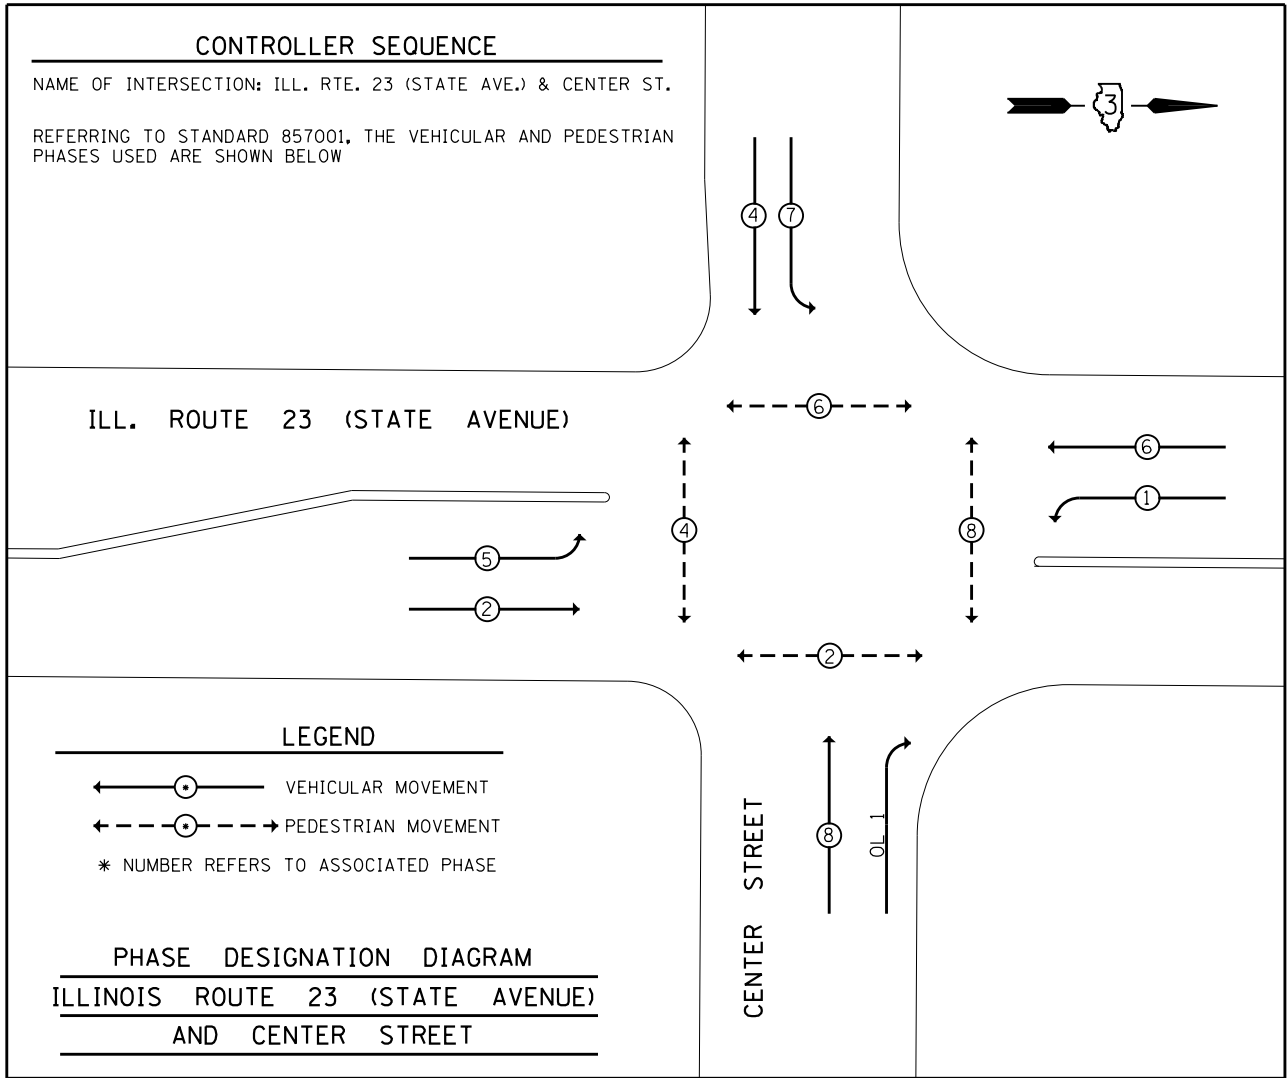 CONTROLLER SEQUENCE
NAME OF INTERSECTION: ILL. RTE. 23 (STATE AVE.) & CENTER ST.
REFERRING TO STANDARD 857001, THE VEHICULAR AND PEDESTRIAN
PHASES USED ARE SHOWN BELOW
3
4 7
6
ILL. ROUTE 23 (STATE AVENUE)
6
1
4
8
5
2
2
LEGEND
* VEHICULAR MOVEMENT
* PEDESTRIAN MOVEMENT
* NUMBER REFERS TO ASSOCIATED PHASE
8
OL 1
CENTER STREET
PHASE DESIGNATION DIAGRAM
ILLINOIS ROUTE 23 (STATE AVENUE)
AND CENTER STREET